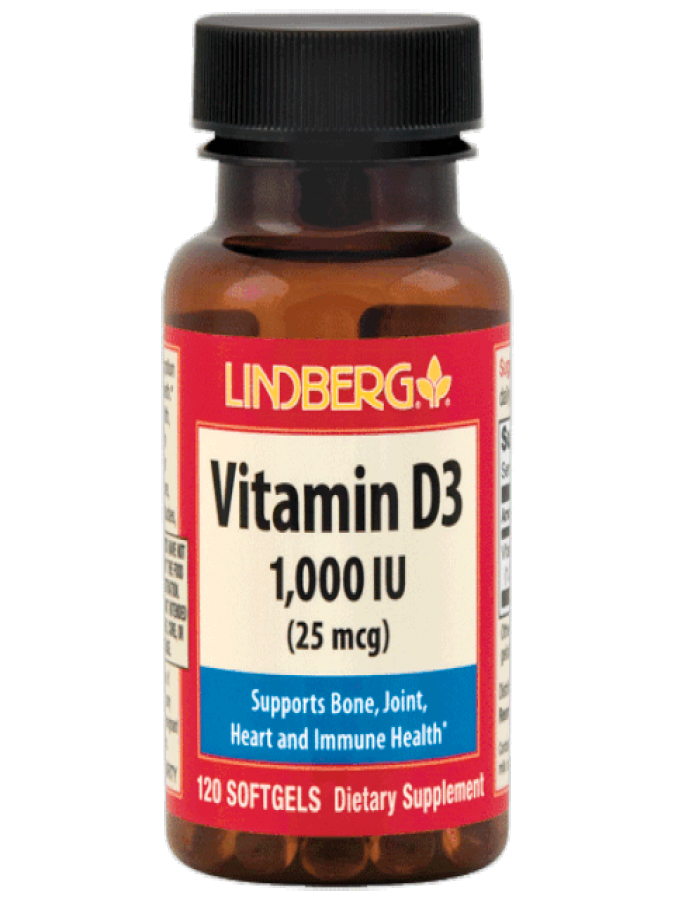 LINDBERG®
Vitamin D3
1,000 IU
(25 mcg)
Supports Bone, Joint,
Heart and Immune Health*
120 SOFTGELS Dietary Supplement